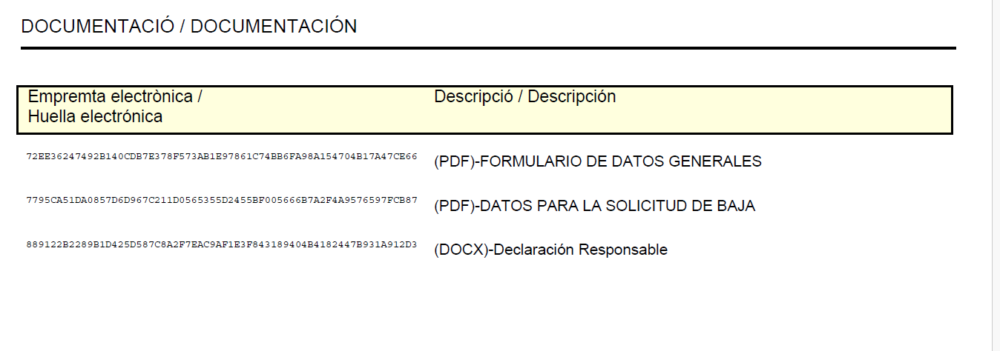 DOCUMENTACIÓ / DOCUMENTACIÓN
Empremta electrònica /
Huella electrónica
Descripció / Descripción
72EE36247492B140CDB7E378F573AB1E97861C74BB6FA98A154704B17A47CE66
(PDF)-FORMULARIO DE DATOS GENERALES
7795CA51DA0857D6D967C211D0565355D2455BF005666B7A2F4A9576597FCB87
(PDF)-DATOS PARA LA SOLICITUD DE BAJA
889122B2289B1D425D587C8A2F7EAC9AF1E3F843189404B4182447B931A912D3
(DOCX)-Declaración Responsable